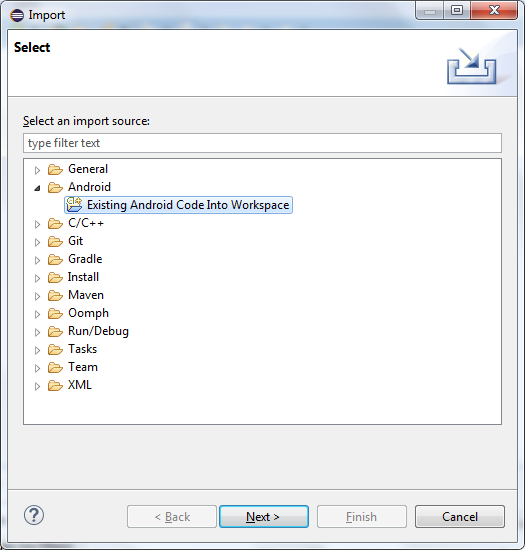 Import
Select
Select an import source:
type filter text
General
Android
Existing Android Code Into Workspace
C/C++
Git
Gradle
Install
Maven
Oomph
Run/Debug
Tasks
Team
XML
? < Back Next > Finish Cancel